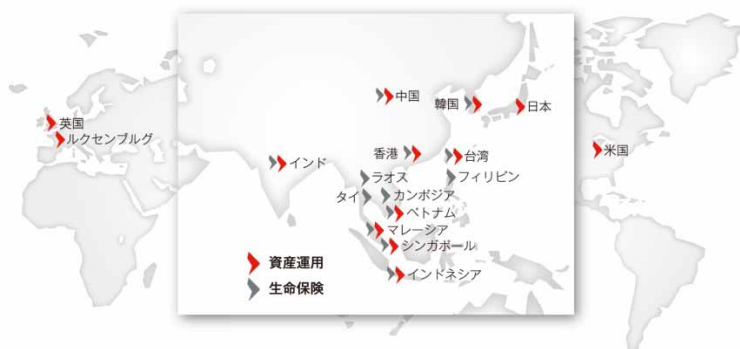 中国
韓国
日本
英国
ルクセンブルグ
香港
台湾
米国
インド
ラオス
フィリピン
タイ
カンボジア
ベトナム
マレーシア
シンガポール
インドネシア
資産運用
生命保険